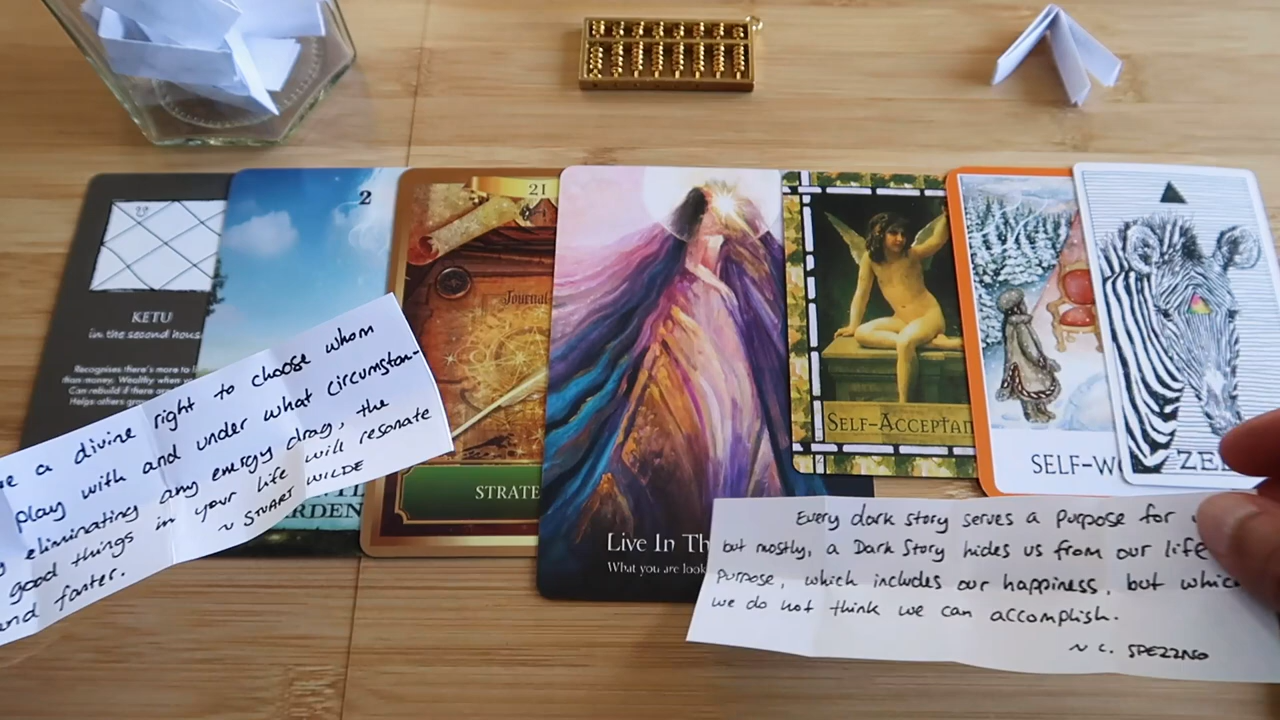 29
KETU
in the second hous
Recognises there's more to l
than money. Wealthy when
Can rebuild if there
Helps others gro
2
RDEN
21
Journal
STRATE
Live In Th
What you are look
SELF-ACCEPTAN
SELF-W
ZE
a divine right to choose whom
play with and under what circumstan-
eliminating any energy drag, the
good things in your life will resonate
and faster.
~ STUART WILDE
Every dark story serves a purpose for
but mostly, a Dark Story hides us from our life
purpose, which includes our happiness, but which
we do not think we can accomplish.
~ C. SPEZZANO